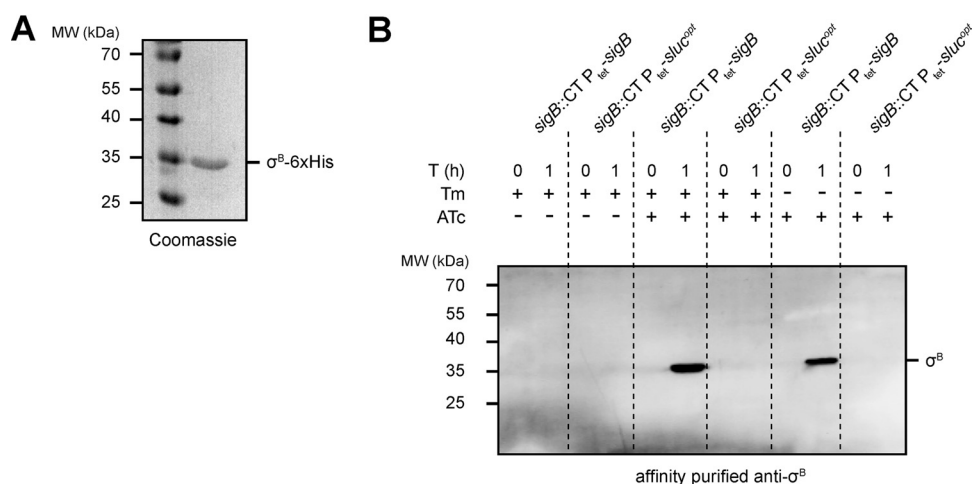 A
MW (kDa)
70
55
40
35
25
σᴮ-6xHis
Coomassie
B
sigB::CT Ptet-sigB
sigB::CT Ptet-slucopt
sigB::CT Ptet-sigB
sigB::CT Ptet-slucopt
sigB::CT Ptet-sigB
sigB::CT Ptet-slucopt
T (h) 0 1 0 1 0 1 0 1 0 1 0 1
Tm + + + + + + + + - - - -
ATc - - - - + + + + + + + +
MW (kDa)
70
55
40
35
25
σᴮ
affinity purified anti-σᴮ